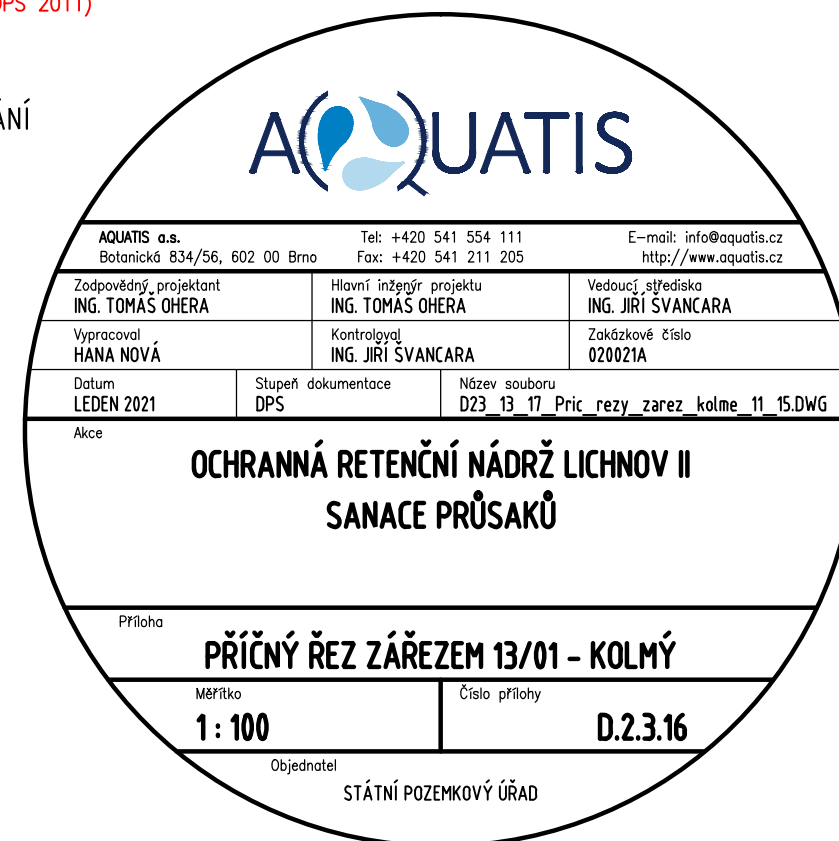 DPS 2011)
ÁNÍ
AQUATIS
AQUATIS a.s.
Botanická 834/56, 602 00 Brno
Tel: +420 541 554 111
Fax: +420 541 211 205
E-mail: info@aquatis.cz
http://www.aquatis.cz
Zodpovědný projektant
ING. TOMÁŠ OHERA
Hlavní inženýr projektu
ING. TOMÁŠ OHERA
Vedoucí střediska
ING. JIŘÍ ŠVANCARA
Vypracoval
HANA NOVÁ
Kontroloval
ING. JIŘÍ ŠVANCARA
Zakázkové číslo
020021A
Datum
LEDEN 2021
Stupeň dokumentace
DPS
Název souboru
D23_13_17_Pric_rezy_zarez_kolme_11_15.DWG
Akce
OCHRANNÁ RETENČNÍ NÁDRŽ LICHNOV II
SANACE PRŮSAKŮ
Příloha
PŘÍČNÝ ŘEZ ZÁŘEZEM 13/01 - KOLMÝ
Měřítko
1 : 100
Číslo přílohy
D.2.3.16
Objednatel
STÁTNÍ POZEMKOVÝ ÚŘAD